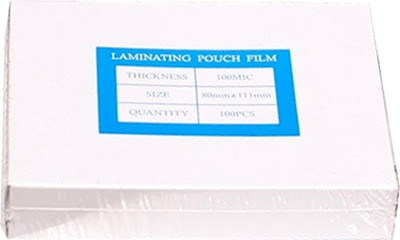 LAMINATING POUCH FILM
THICKNESS 100MIC
SIZE 80mm x 111mm
QUANTITY 100PCS